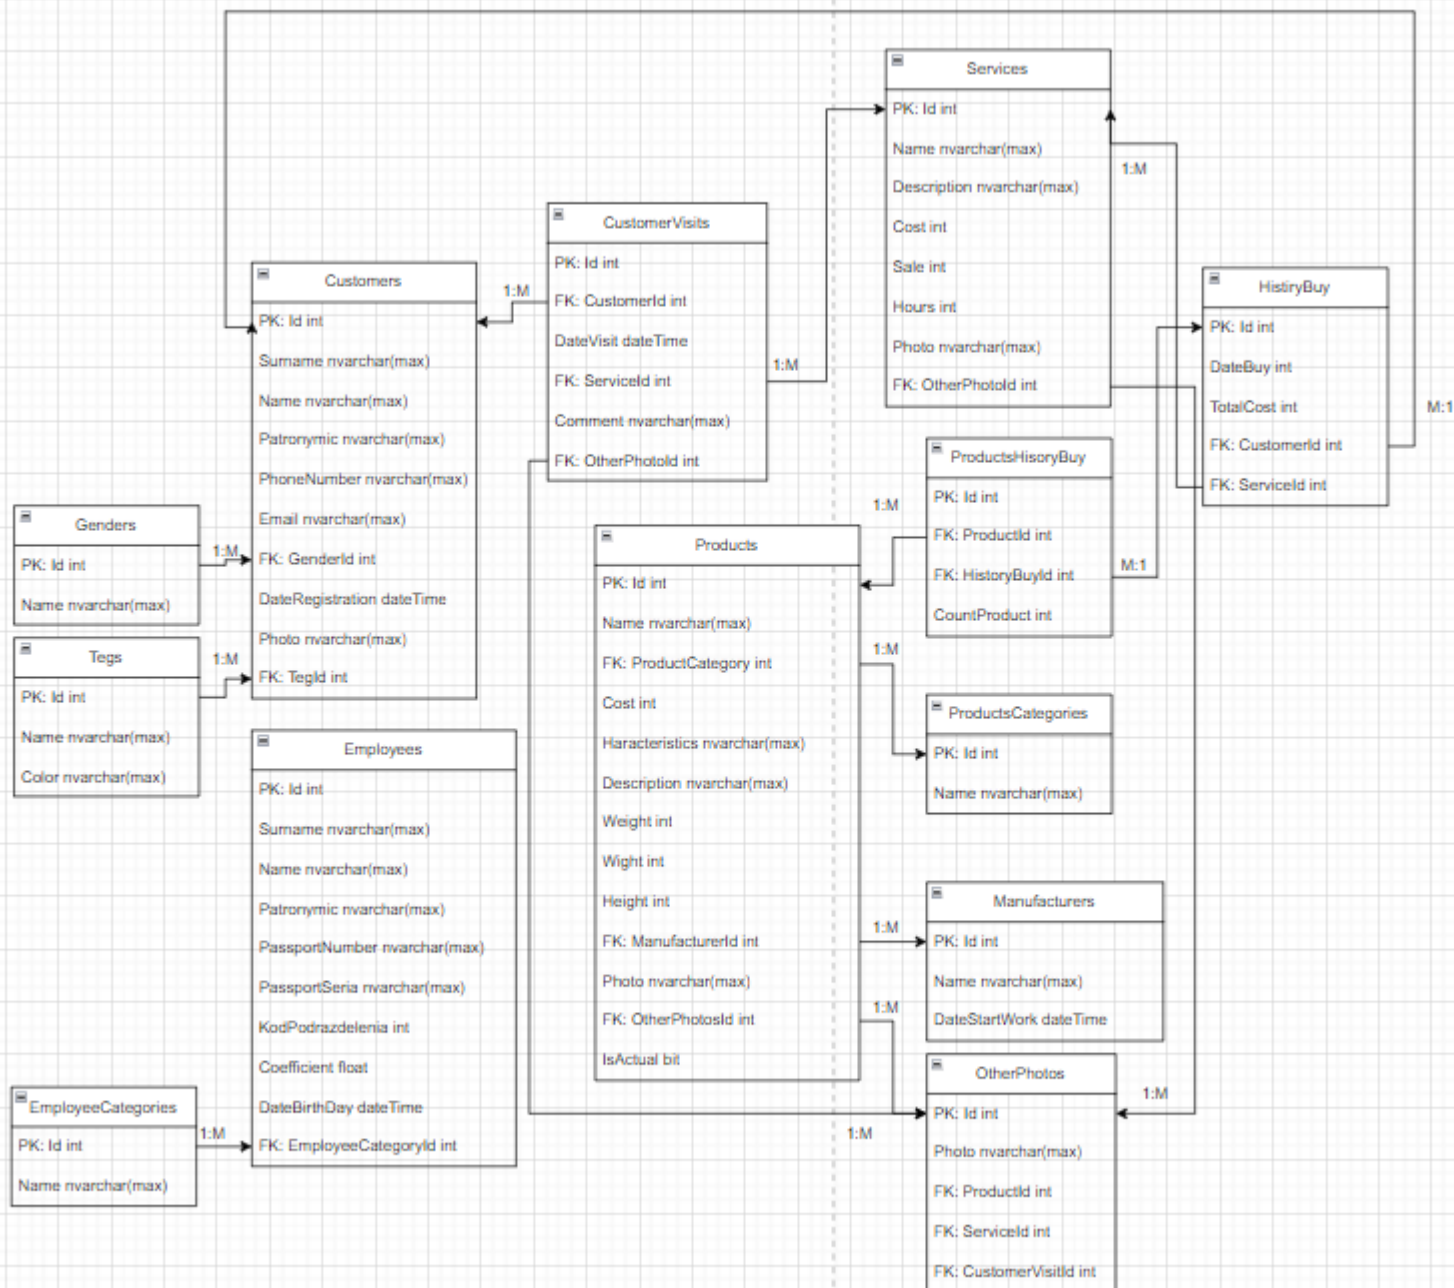 Services
PK: Id int
Name nvarchar(max)
1:M
Description nvarchar(max)
Cost int
Sale int
Hours int
Photo nvarchar(max)
FK: OtherPhotoId int
CustomerVisits
PK: Id int
FK: CustomerId int
DateVisit dateTime
FK: ServiceId int
Comment nvarchar(max)
FK: OtherPhotoId int
1:M
1:M
Customers
PK: Id int
Surname nvarchar(max)
Name nvarchar(max)
Patronymic nvarchar(max)
PhoneNumber nvarchar(max)
Email nvarchar(max)
FK: GenderId int
DateRegistration dateTime
Photo nvarchar(max)
FK: TegId int
HistiryBuy
PK: Id int
DateBuy int
TotalCost int
FK: CustomerId int
FK: ServiceId int
M:1
ProductsHisoryBuy
PK: Id int
FK: ProductId int
FK: HistoryBuyId int
CountProduct int
1:M
M:1
Genders
PK: Id int
Name nvarchar(max)
1:M
Tegs
PK: Id int
Name nvarchar(max)
Color nvarchar(max)
1:M
Products
PK: Id int
Name nvarchar(max)
FK: ProductCategory int
Cost int
Haracteristics nvarchar(max)
Description nvarchar(max)
Weight int
Wight int
Height int
FK: ManufacturerId int
Photo nvarchar(max)
FK: OtherPhotosId int
IsActual bit
1:M
ProductsCategories
PK: Id int
Name nvarchar(max)
Employees
PK: Id int
Surname nvarchar(max)
Name nvarchar(max)
Patronymic nvarchar(max)
PassportNumber nvarchar(max)
PassportSeria nvarchar(max)
KodPodrazdelenia int
Coefficient float
DateBirthDay dateTime
FK: EmployeeCategoryId int
Manufacturers
PK: Id int
Name nvarchar(max)
DateStartWork dateTime
1:M
1:M
EmployeeCategories
PK: Id int
Name nvarchar(max)
1:M
OtherPhotos
PK: Id int
Photo nvarchar(max)
FK: ProductId int
FK: ServiceId int
FK: CustomerVisitId int
1:M
1:M